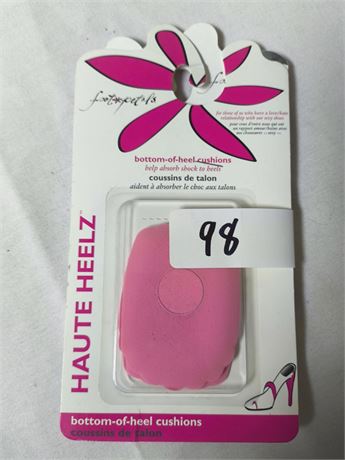 foot petals
for those of us who have a love/hate
relationship with our sexy shoes
pour ceux d'entre nous qui ont
un rapport amour/haine avec
nos chaussures
bottom-of-heel cushions
help absorb shock to heels
coussins de talon
aident à absorber le choc aux talons
98
HAUTE HEELZ™
bottom-of-heel cushions
coussins de talon